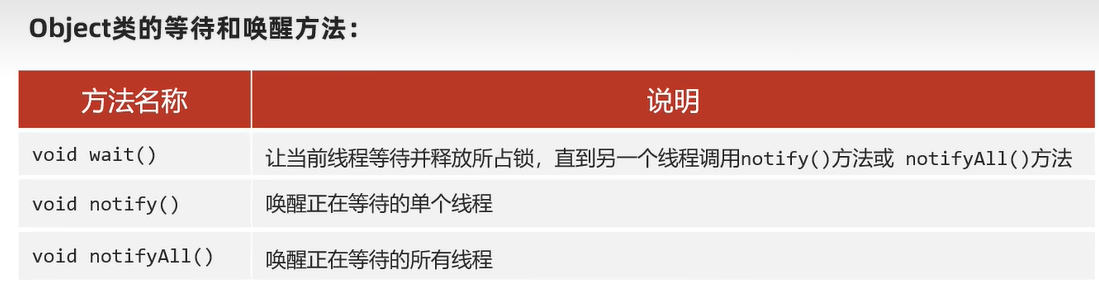 Object类的等待和唤醒方法：
方法名称 说明
void wait() 让当前线程等待并释放所占锁，直到另一个线程调用notify()方法或 notifyAll()方法
void notify() 唤醒正在等待的单个线程
void notifyAll() 唤醒正在等待的所有线程